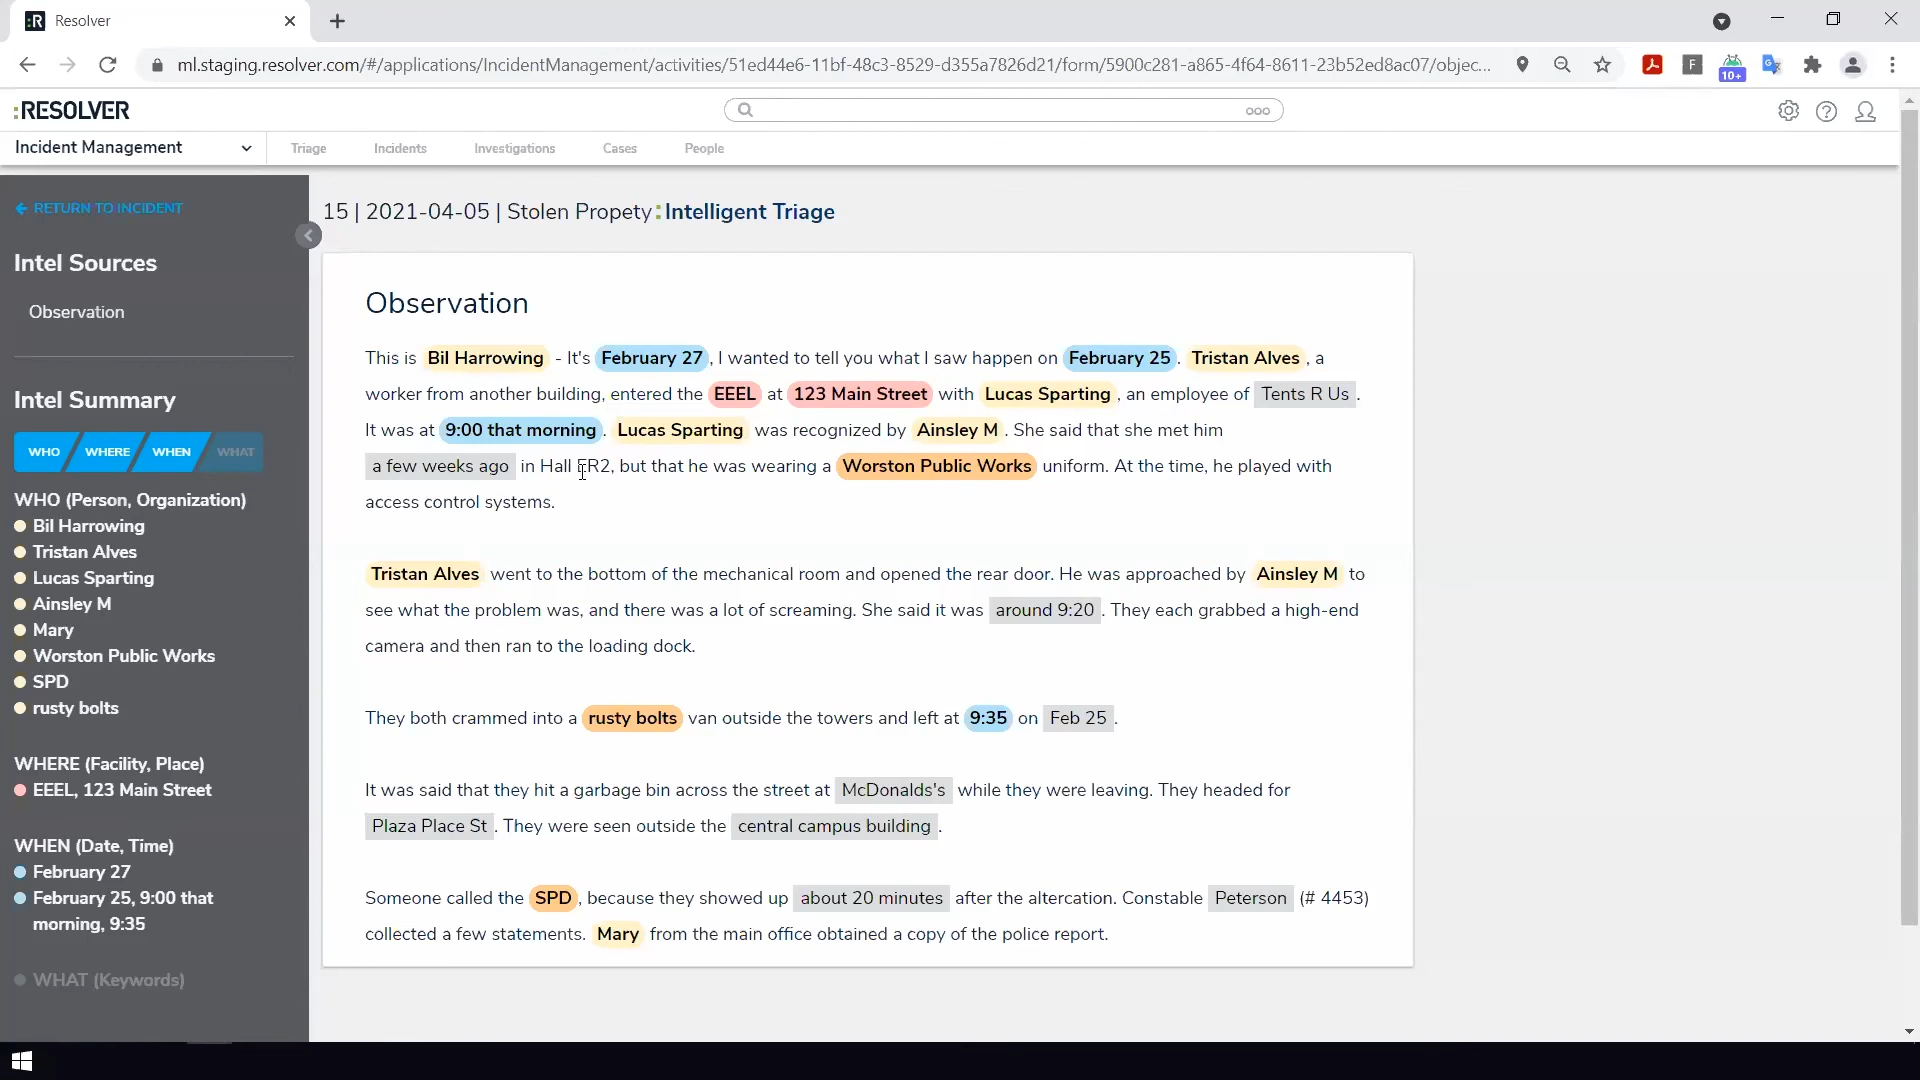 :R Resolver
ml.staging.resolver.com/#/applications/IncidentManagement/activities/51ed44e6-11bf-48c3-8529-d355a7826d21/form/5900c281-a865-4f64-8611-23b52ed8ac07/objec...
F
10+
:RESOLVER
Incident Management
Triage
Incidents
Investigations
Cases
People
RETURN TO INCIDENT
Intel Sources
Observation
Intel Summary
WHO WHERE WHEN WHAT
WHO (Person, Organization)
Bil Harrowing
Tristan Alves
Lucas Sparting
Ainsley M
Mary
Worston Public Works
SPD
rusty bolts
WHERE (Facility, Place)
EEEL, 123 Main Street
WHEN (Date, Time)
February 27
February 25, 9:00 that
morning, 9:35
WHAT (Keywords)
15 | 2021-04-05 | Stolen Propety:Intelligent Triage
Observation
This is Bil Harrowing - It's February 27, I wanted to tell you what I saw happen on February 25. Tristan Alves, a
worker from another building, entered the EEEL at 123 Main Street with Lucas Sparting, an employee of Tents R Us.
It was at 9:00 that morning. Lucas Sparting was recognized by Ainsley M. She said that she met him
a few weeks ago in Hall FR2, but that he was wearing a Worston Public Works uniform. At the time, he played with
access control systems.
Tristan Alves went to the bottom of the mechanical room and opened the rear door. He was approached by Ainsley M to
see what the problem was, and there was a lot of screaming. She said it was around 9:20. They each grabbed a high-end
camera and then ran to the loading dock.
They both crammed into a rusty bolts van outside the towers and left at 9:35 on Feb 25.
It was said that they hit a garbage bin across the street at McDonalds's while they were leaving. They headed for
Plaza Place St. They were seen outside the central campus building.
Someone called the SPD, because they showed up about 20 minutes after the altercation. Constable Peterson (# 4453)
collected a few statements. Mary from the main office obtained a copy of the police report.